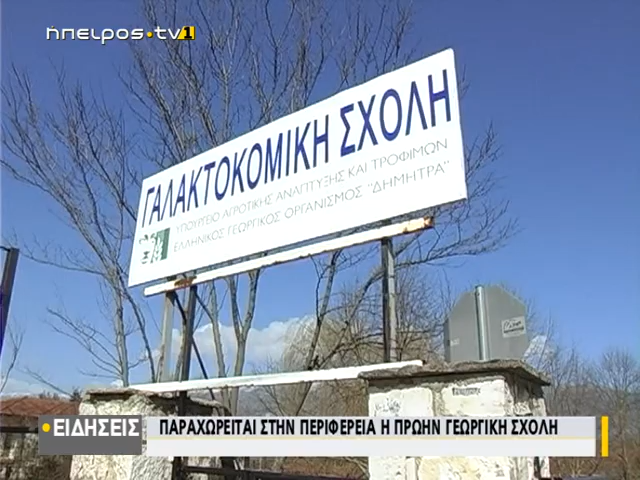 ηπειρος·tv1
ΓΑΛΑΚΤΟΚΟΜΙΚΗ ΣΧΟΛΗ
ΥΠΟΥΡΓΕΙΟ ΑΓΡΟΤΙΚΗΣ ΑΝΑΠΤΥΞΗΣ ΚΑΙ ΤΡΟΦΙΜΩΝ
ΕΛΛΗΝΙΚΟΣ ΓΕΩΡΓΙΚΟΣ ΟΡΓΑΝΙΣΜΟΣ "ΔΗΜΗΤΡΑ"
·ΕΙΔΗΣΕΙΣ
ΠΑΡΑΧΩΡΕΙΤΑΙ ΣΤΗΝ ΠΕΡΙΦΕΡΕΙΑ Η ΠΡΩΗΝ ΓΕΩΡΓΙΚΗ ΣΧΟΛΗ